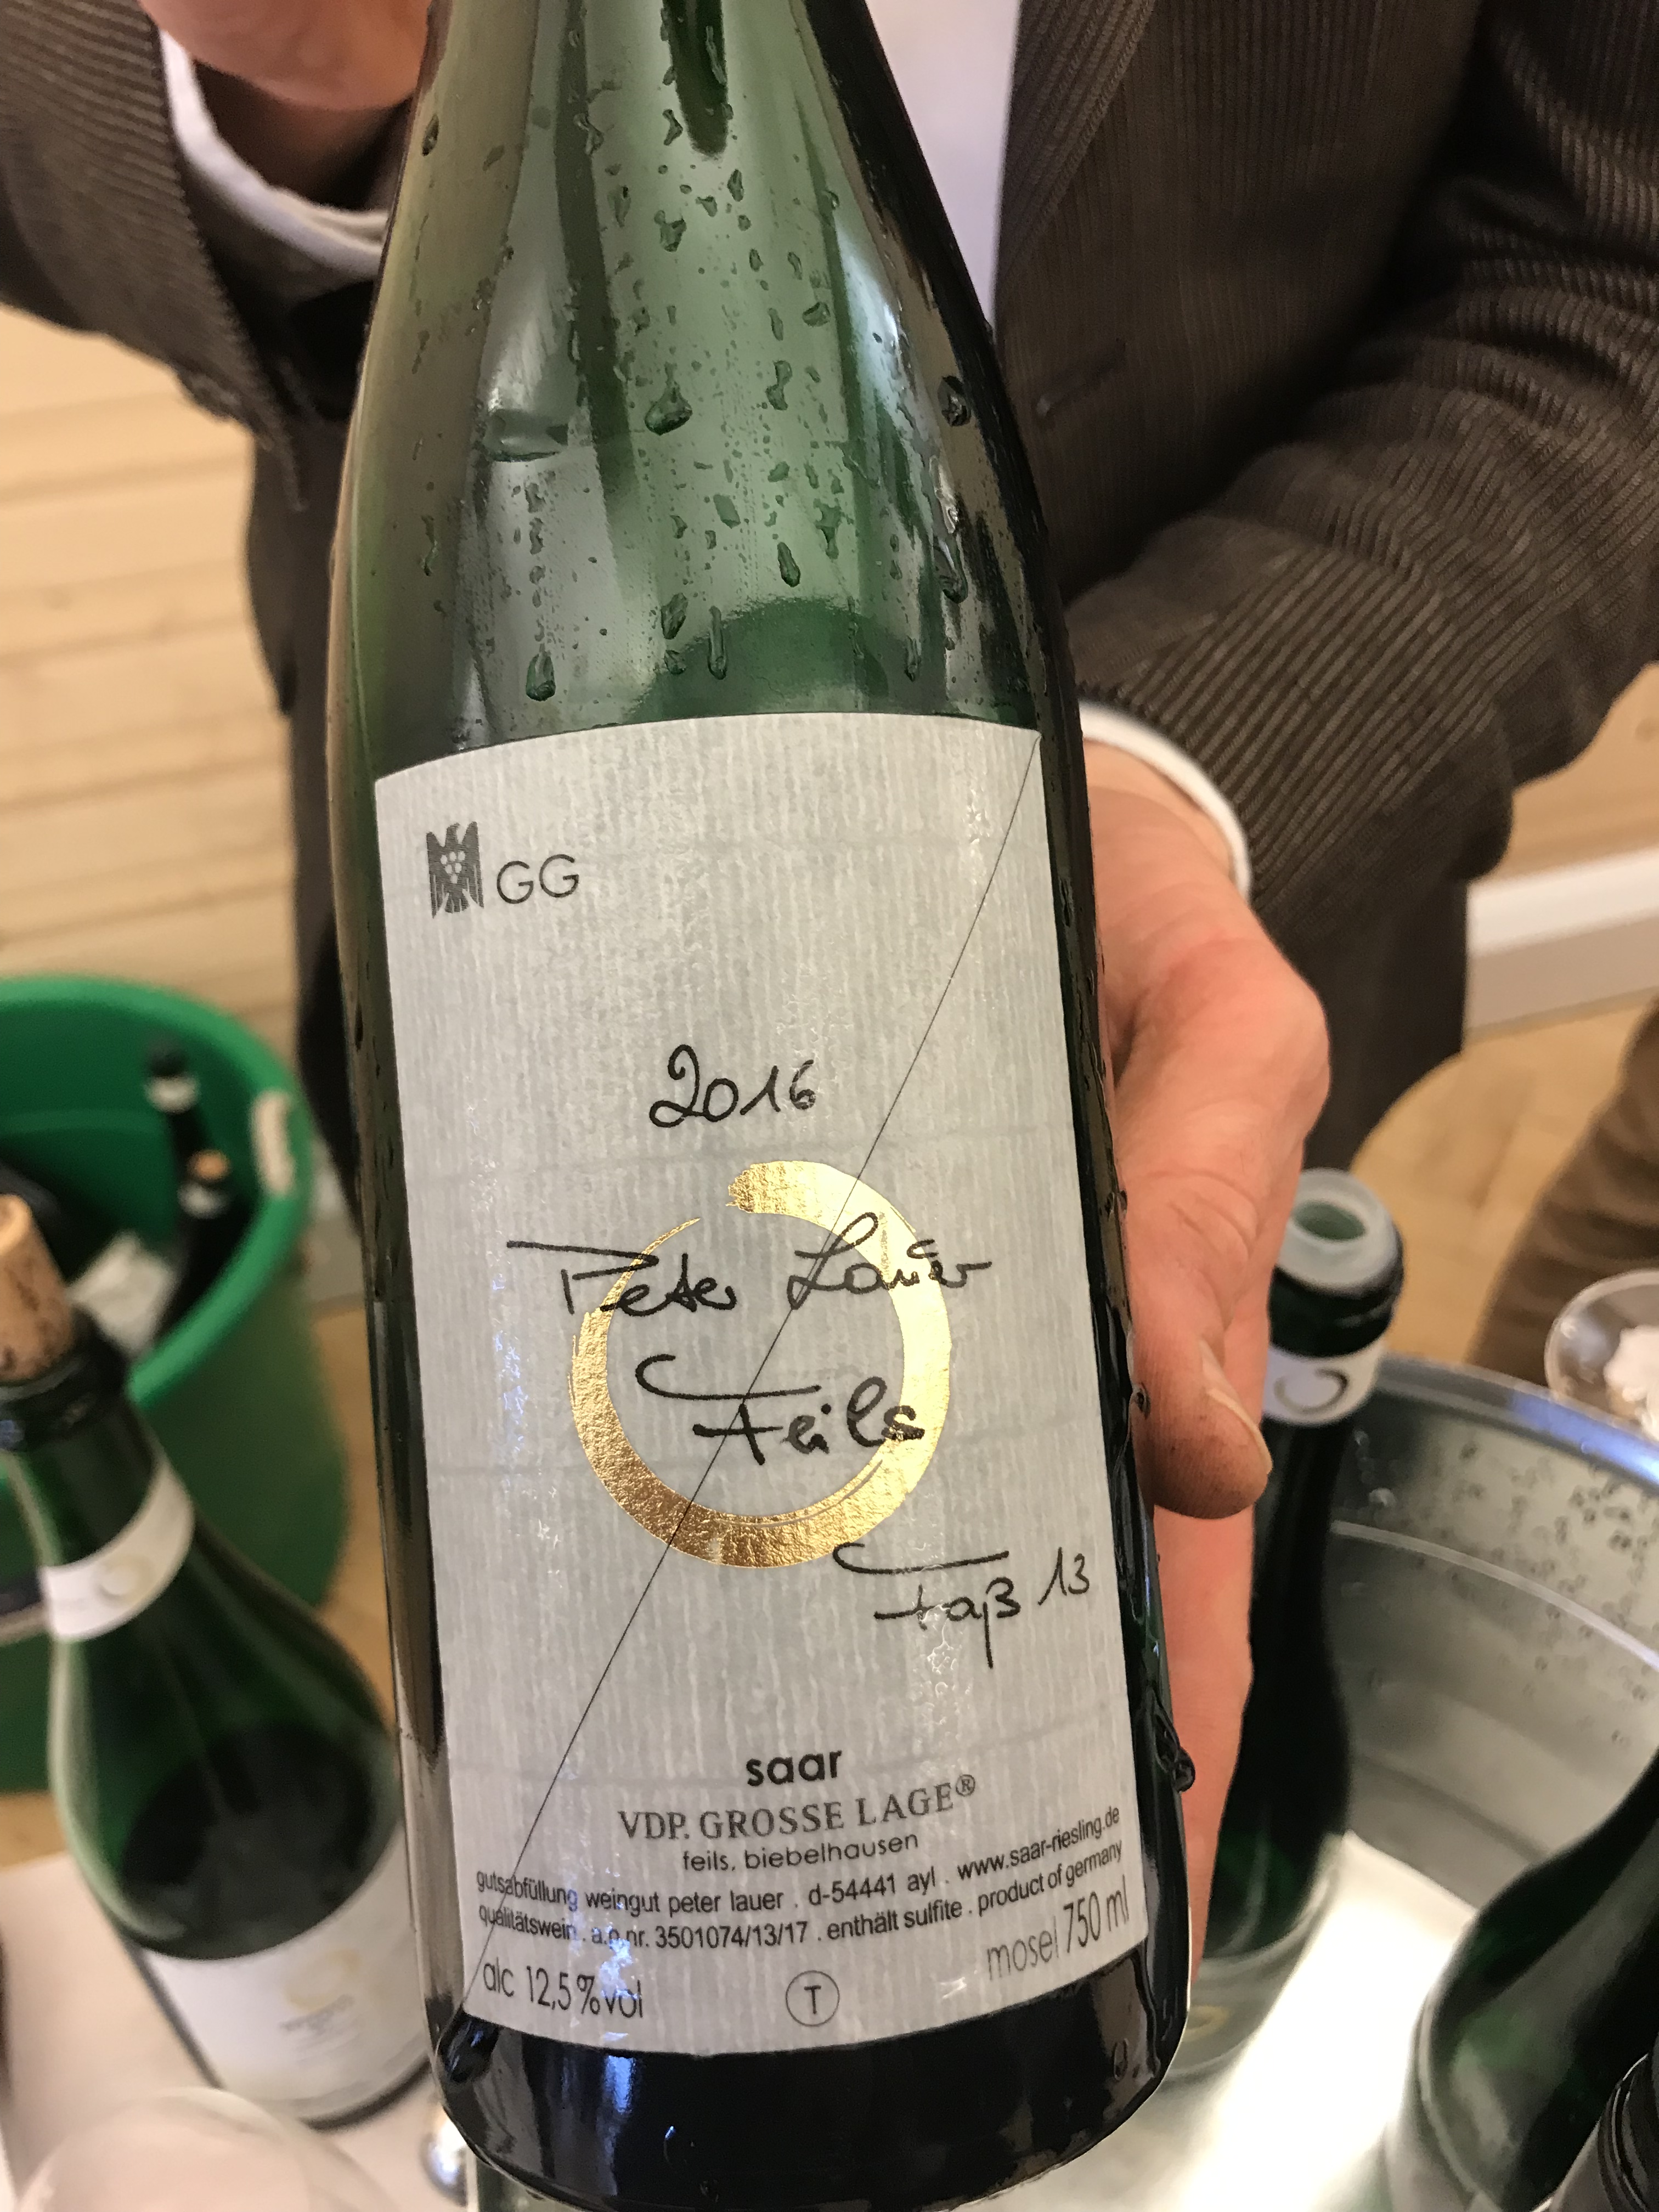 GG
2016
Peter Lauer
Feils
Faß 13
saar
VDP. GROSSE LAGE®
feils, biebelhausen
gutsabfüllung weingut peter lauer . d-54441 ayl . www.saar-riesling.de
qualitätswein . a.p.nr. 3501074/13/17 . enthält sulfite . product of germany
alc 12,5%vol
T
mosel 750 ml